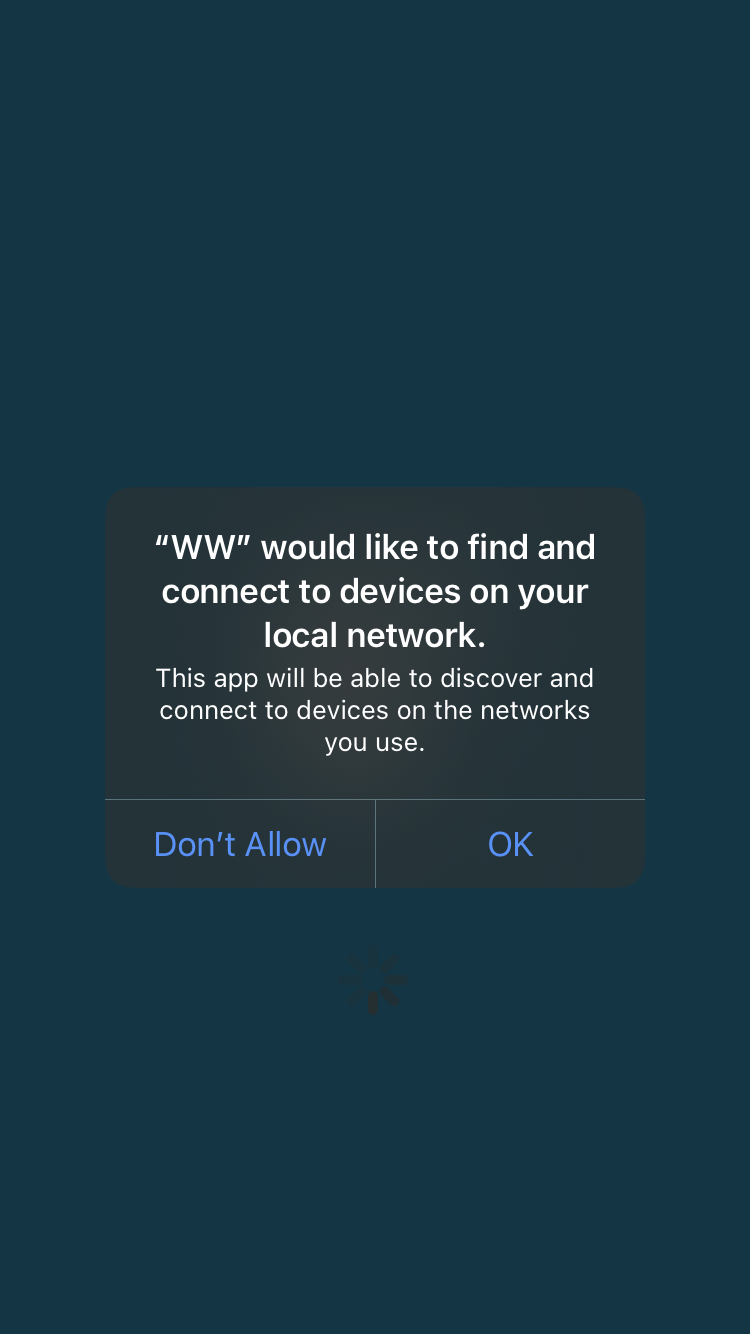 “WW” would like to find and
connect to devices on your
local network.
This app will be able to discover and
connect to devices on the networks
you use.
Don’t Allow
OK